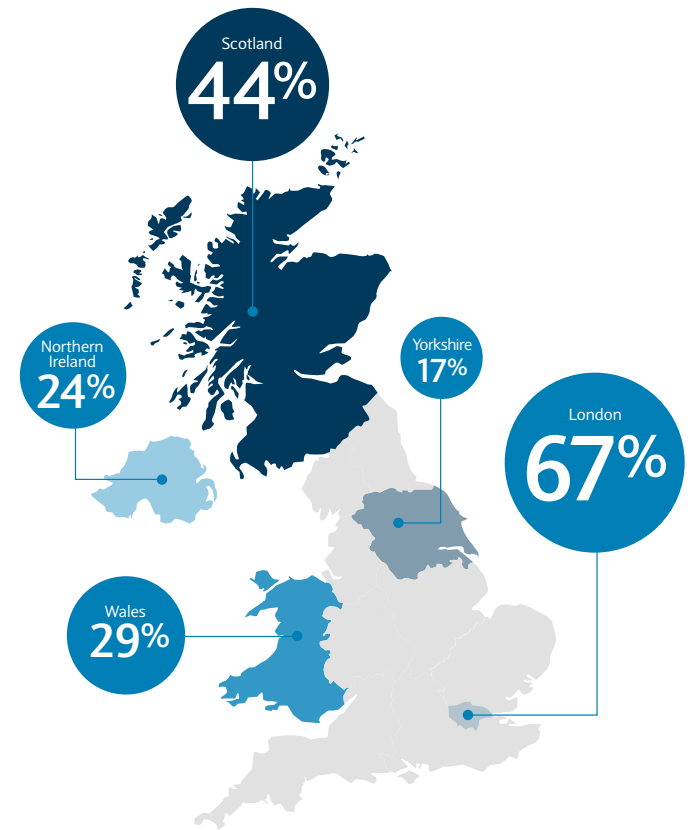 Scotland
44%
Northern
Ireland
24%
Yorkshire
17%
London
67%
Wales
29%